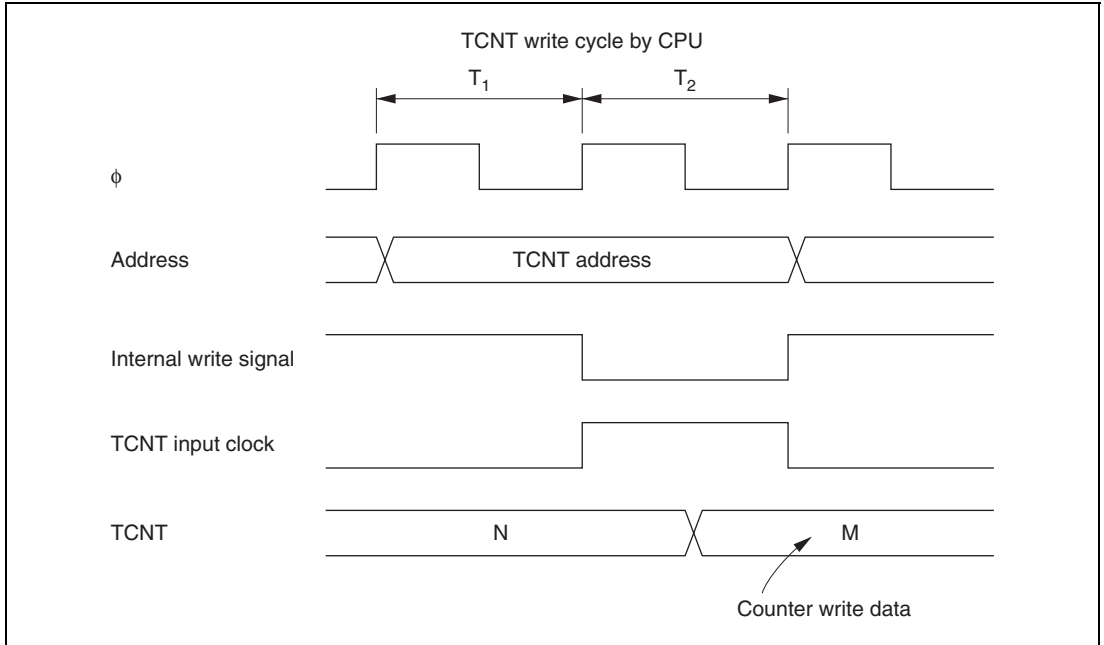 TCNT write cycle by CPU
T1 T2
ϕ
Address TCNT address
Internal write signal
TCNT input clock
TCNT N M
Counter write data